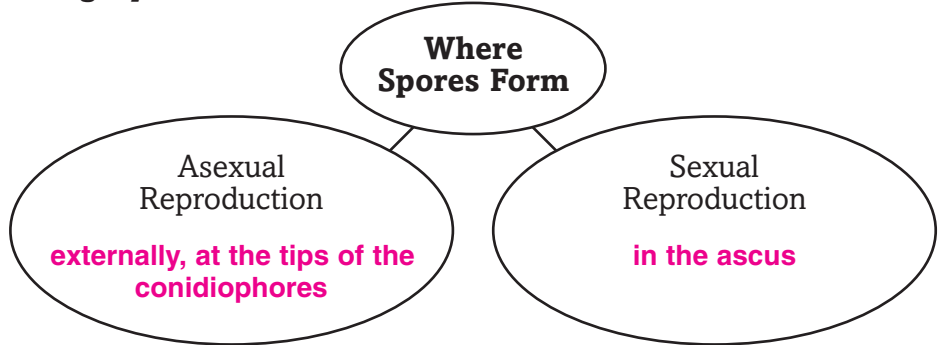 Where
Spores Form
Asexual
Reproduction
externally, at the tips of the
conidiophores
Sexual
Reproduction
in the ascus